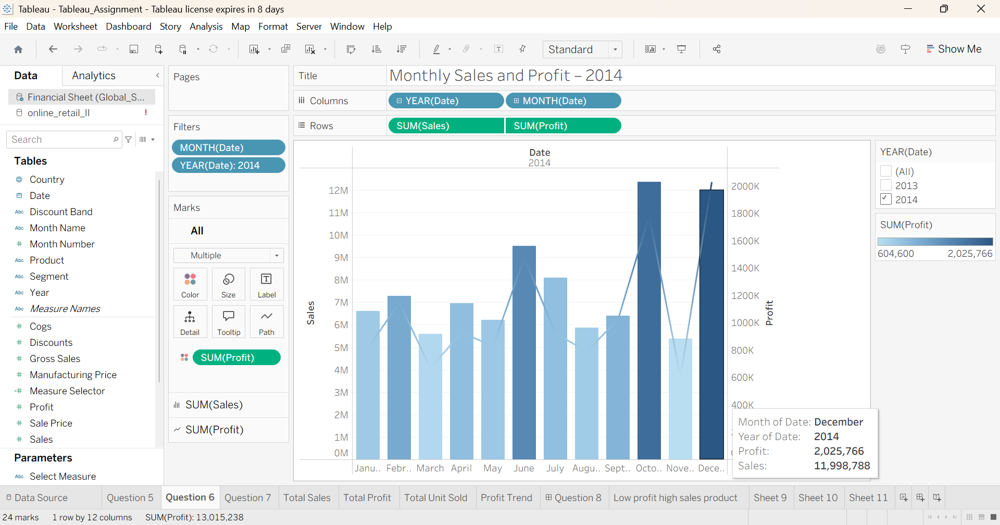 Tableau - Tableau_Assignment - Tableau license expires in 8 days
File Data Worksheet Dashboard Story Analysis Map Format Server Window Help
Standard
Show Me
Data
Analytics
Financial Sheet (Global_S...
online_retail_II !
Search
Tables
Country
Date
Abc Discount Band
Abc Month Name
# Month Number
Abc Product
Abc Segment
Abc Year
Abc Measure Names
# Cogs
# Discounts
# Gross Sales
# Manufacturing Price
=# Measure Selector
# Profit
# Sale Price
# Sales
Parameters
Abc Select Measure
Pages
Filters
MONTH(Date)
YEAR(Date): 2014
Marks
All
Multiple
Color Size Label
Detail Tooltip Path
SUM(Profit)
SUM(Sales)
SUM(Profit)
Title
Monthly Sales and Profit – 2014
Columns
YEAR(Date) MONTH(Date)
Rows
SUM(Sales) SUM(Profit)
Date
2014
Sales
12M
11M
10M
9M
8M
7M
6M
5M
4M
3M
2M
1M
0M
2000K
1800K
1600K
1400K
1200K
1000K
800K
600K
400K
Profit
Janu.. Febr.. March April May June July Augu.. Sept.. Octo.. Nove.. Dece..
Month of Date: December
Year of Date: 2014
Profit: 2,025,766
Sales: 11,998,788
YEAR(Date)
(All)
2013
2014
SUM(Profit)
604,600 2,025,766
Data Source Question 5 Question 6 Question 7 Total Sales Total Profit Total Unit Sold Profit Trend Question 8 Low profit high sales product Sheet 9 Sheet 10 Sheet 11
24 marks 1 row by 12 columns SUM(Profit): 13,015,238